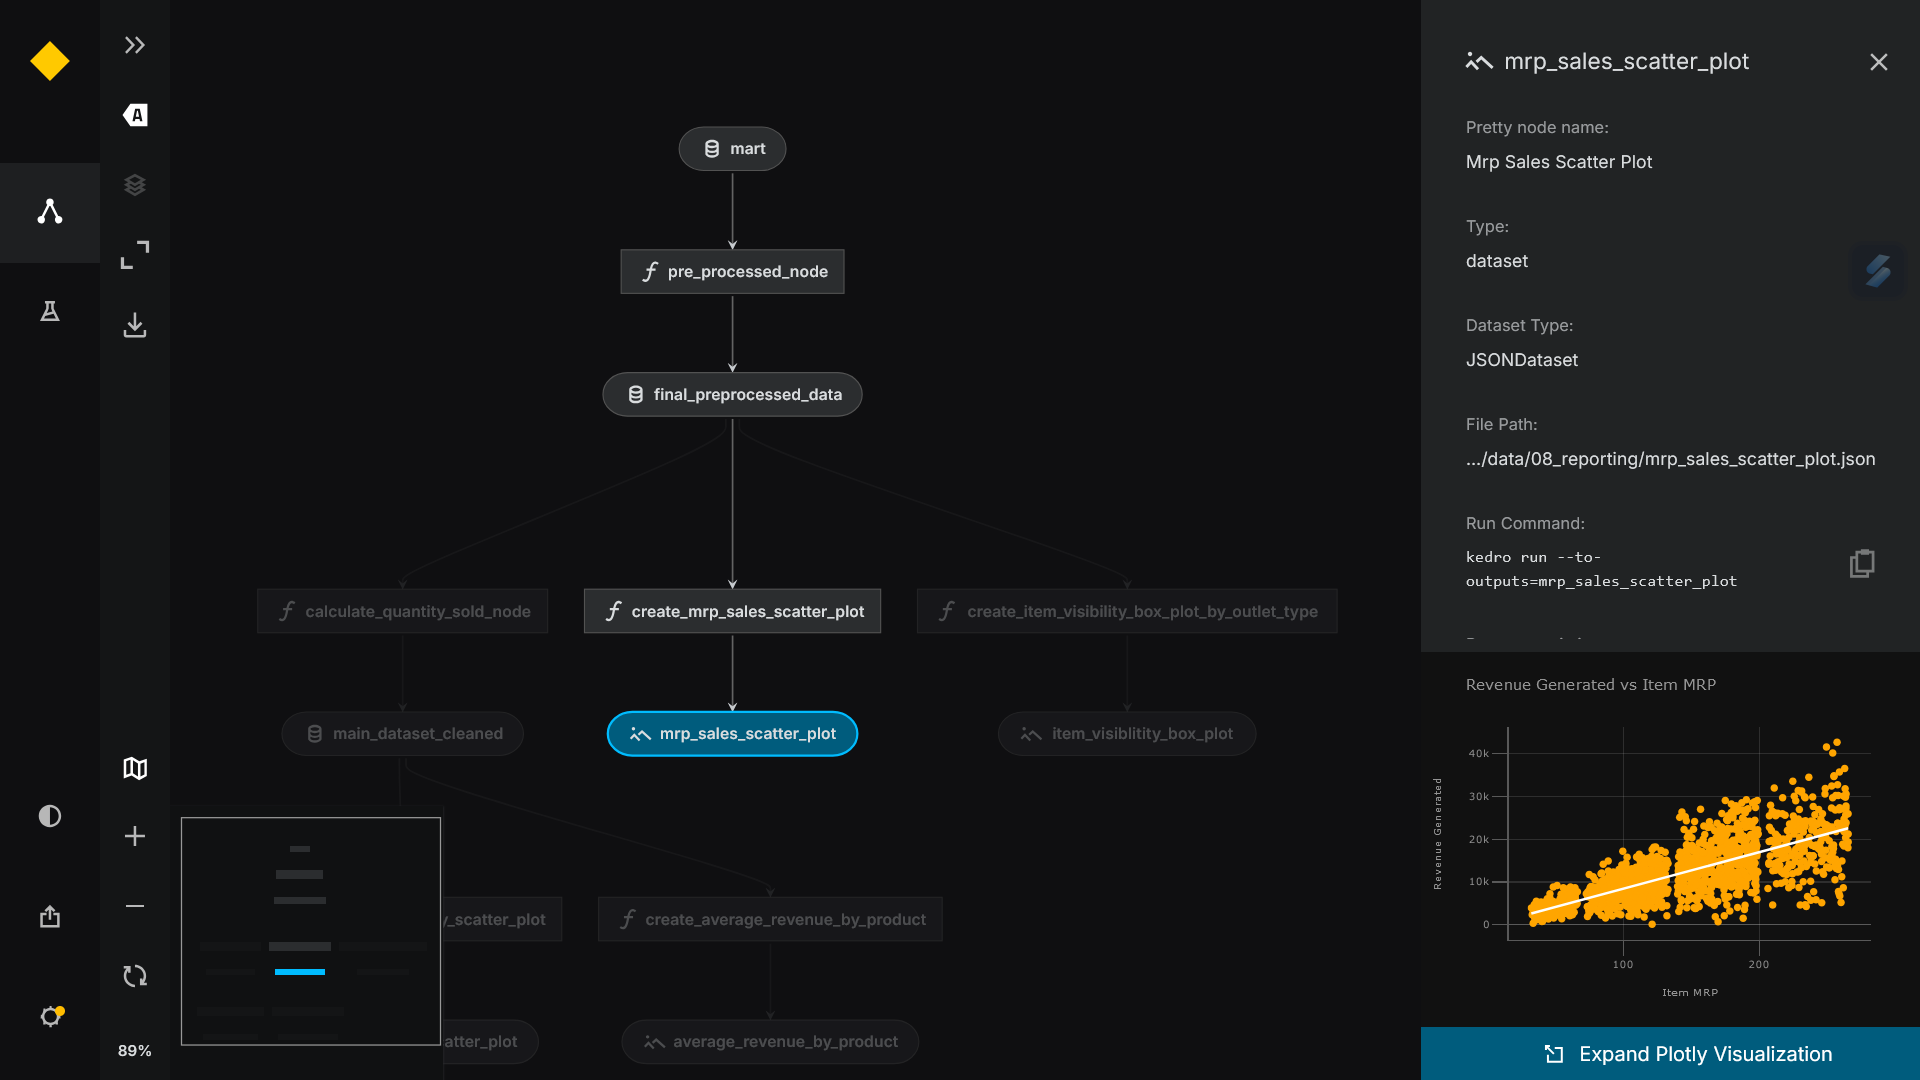 A
mart
pre_processed_node
final_preprocessed_data
calculate_quantity_sold_node
create_mrp_sales_scatter_plot
create_item_visibility_box_plot_by_outlet_type
main_dataset_cleaned
mrp_sales_scatter_plot
item_visiblitity_box_plot
_scatter_plot
create_average_revenue_by_product
atter_plot
average_revenue_by_product
89%
mrp_sales_scatter_plot
Pretty node name:
Mrp Sales Scatter Plot
Type:
dataset
Dataset Type:
JSONDataset
File Path:
.../data/08_reporting/mrp_sales_scatter_plot.json
Run Command:
kedro run --to-
outputs=mrp_sales_scatter_plot
Revenue Generated vs Item MRP
Revenue Generated
40k
30k
20k
10k
0
100
200
Item MRP
Expand Plotly Visualization